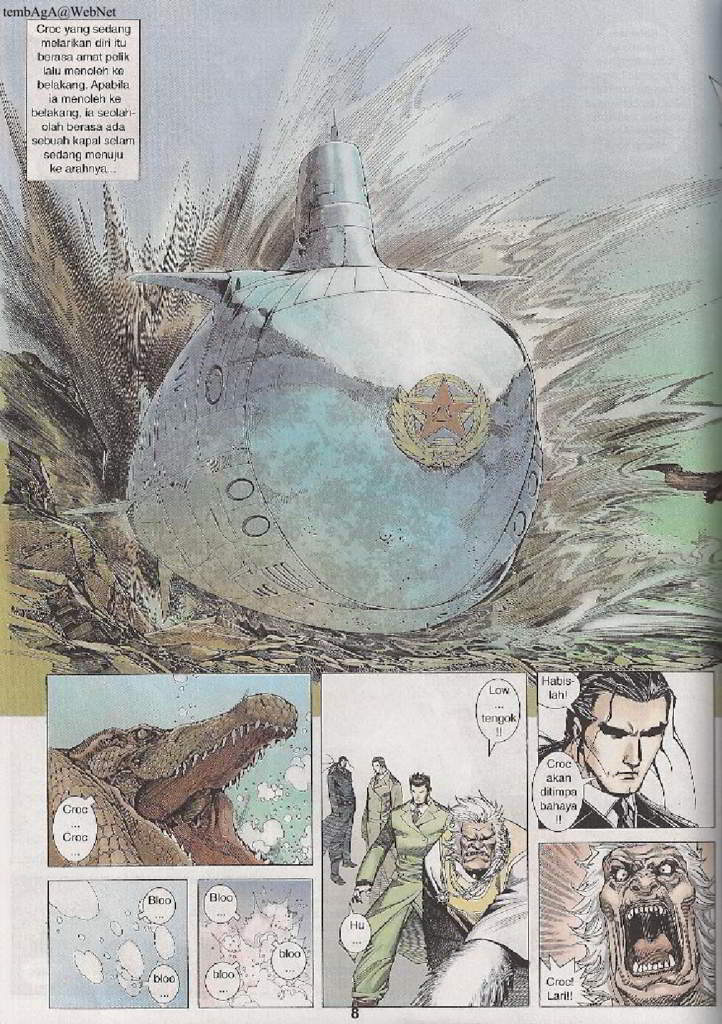 tembAgA@WebNet
Croc yang sedang
melarikan diri itu
berasa amat pelik
lalu menoleh ke
belakang. Apabila
ia menoleh ke
belakang, ia seolah-
olah berasa ada
sebuah kapal selam
sedang menuju
ke arahnya...
Croc
...
Croc
...
Bloo
...
bloo
...
Bloo
...
bloo
...
bloo
...
Low
...
tengok
!!
Hu
...
Habis-
lah!
Croc
akan
ditimpa
bahaya
!!
Croc!
Lari!!
8